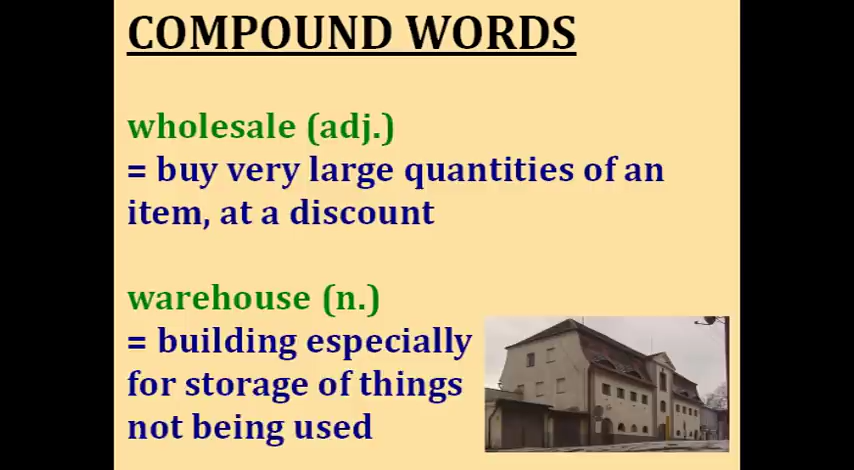 COMPOUND WORDS
wholesale (adj.)
= buy very large quantities of an
item, at a discount
warehouse (n.)
= building especially
for storage of things
not being used